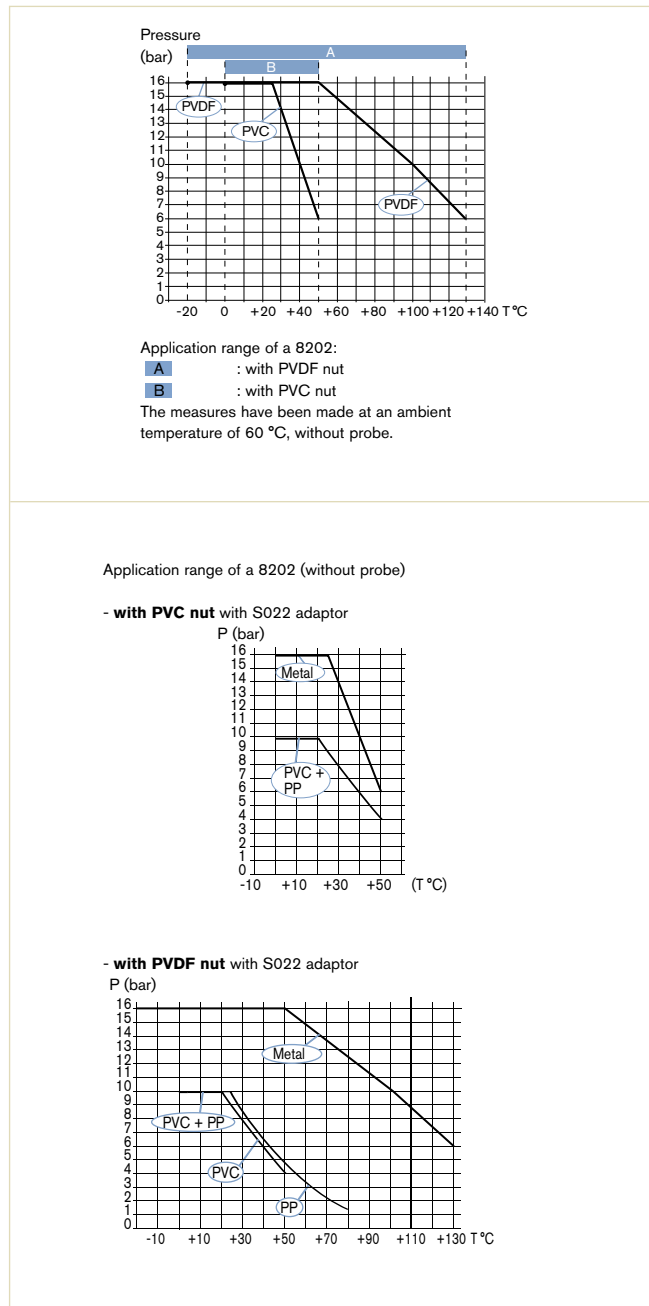 Pressure
(bar)
A
B
16
15
14
13
12
11
10
9
8
7
6
5
4
3
2
1
0
PVDF
PVC
PVDF
-20 0 +20 +40 +60 +80 +100 +120 +140 T °C
Application range of a 8202:
A : with PVDF nut
B : with PVC nut
The measures have been made at an ambient
temperature of 60 °C, without probe.
Application range of a 8202 (without probe)
- with PVC nut with S022 adaptor
P (bar)
16
15
14
13
12
11
10
9
8
7
6
5
4
3
2
1
0
Metal
PVC +
PP
-10 +10 +30 +50 (T °C)
- with PVDF nut with S022 adaptor
P (bar)
16
15
14
13
12
11
10
9
8
7
6
5
4
3
2
1
0
Metal
PVC + PP
PVC
PP
-10 +10 +30 +50 +70 +90 +110 +130 T °C